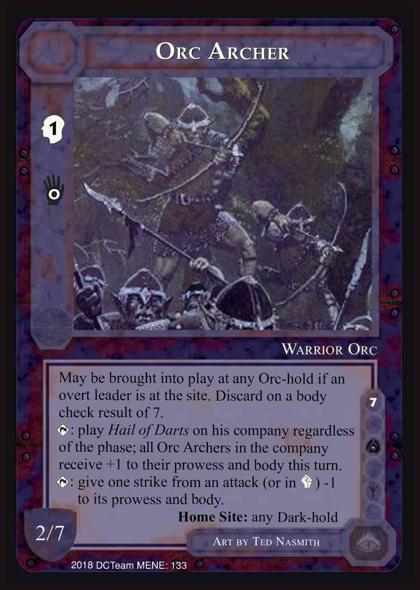 Orc Archer
1
0
Warrior Orc
May be brought into play at any Orc-hold if an
overt leader is at the site. Discard on a body
check result of 7.
: play Hail of Darts on his company regardless
of the phase; all Orc Archers in the company
receive +1 to their prowess and body this turn.
: give one strike from an attack (or in ) -1
to its prowess and body.
Home Site: any Dark-hold
7
2/7
Art by Ted Nasmith
2018 DCTeam MENE: 133